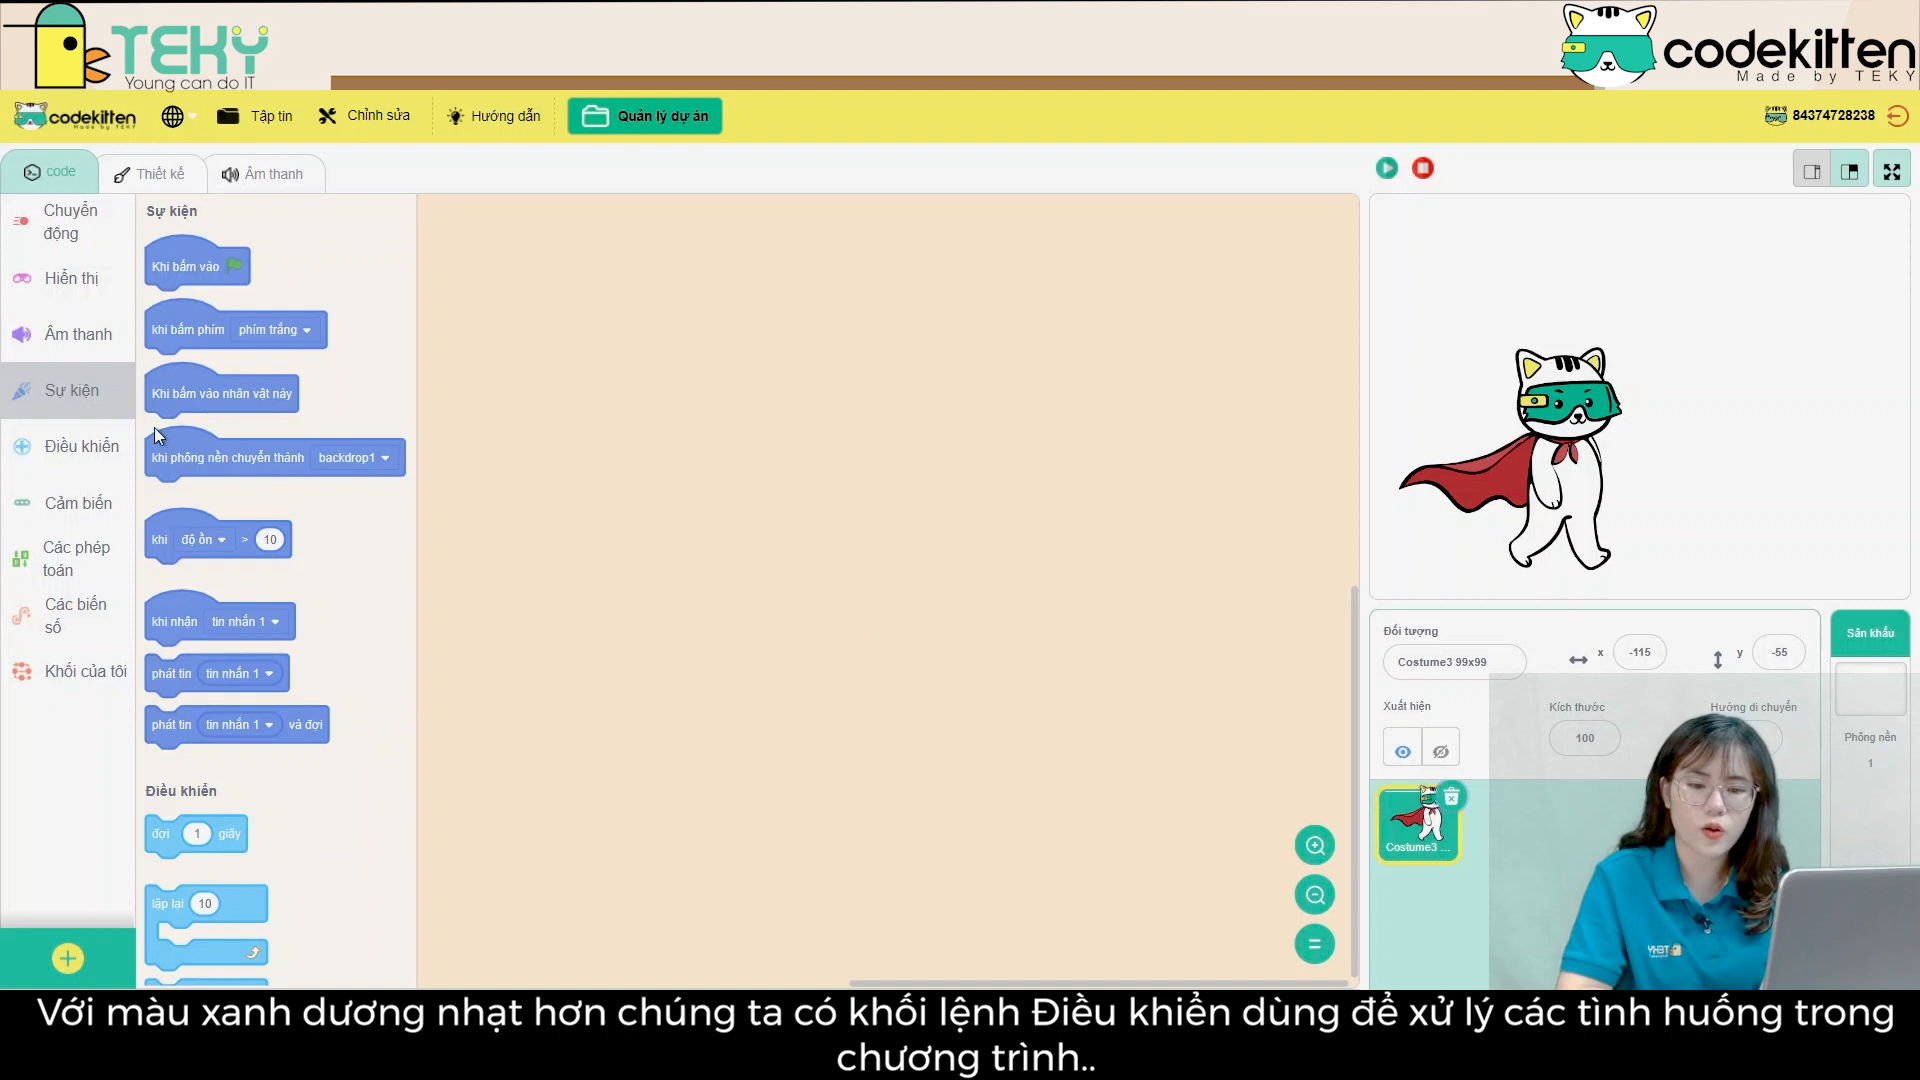 TEKY
Young can do IT
codekitten
Made by TEKY
codekitten
Made by TEKY
Tập tin
Chỉnh sửa
Hướng dẫn
Quản lý dự án
84374728238
code
Thiết kế
Âm thanh
Chuyển động
Hiển thị
Âm thanh
Sự kiện
Điều khiển
Cảm biến
Các phép toán
Các biến số
Khối của tôi
Sự kiện
Khi bấm vào
khi bấm phím phím trắng
Khi bấm vào nhân vật này
khi phông nền chuyển thành backdrop1
khi độ ồn > 10
khi nhận tin nhắn 1
phát tin tin nhắn 1
phát tin tin nhắn 1 và đợi
Điều khiển
đợi 1 giây
lặp lại 10
Đối tượng
Costume3 99x99
x -115
y -55
Xuất hiện
Kích thước
100
Hướng di chuyển
Costume3 ...
Sân khấu
Phông nền
1
Với màu xanh dương nhạt hơn chúng ta có khối lệnh Điều khiển dùng để xử lý các tình huống trong
chương trình..